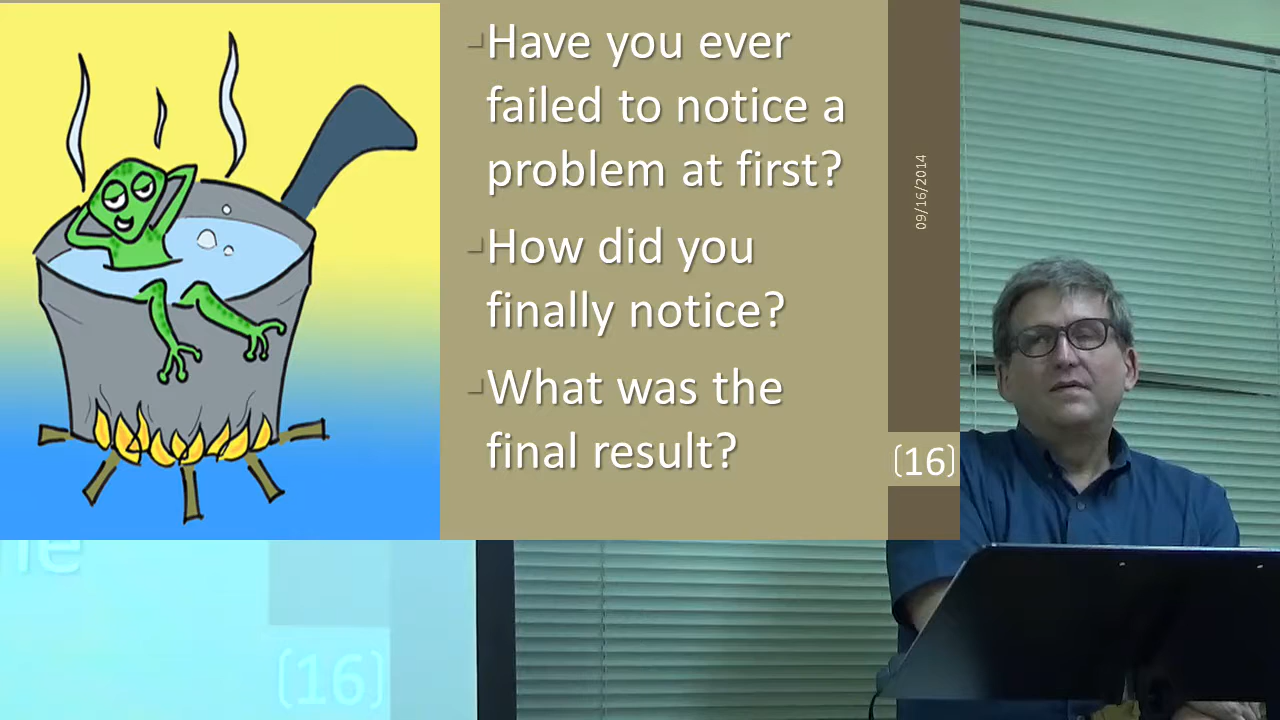 Have you ever
failed to notice a
problem at first?
How did you
finally notice?
What was the
final result?
09/16/2014
(16)
(16)